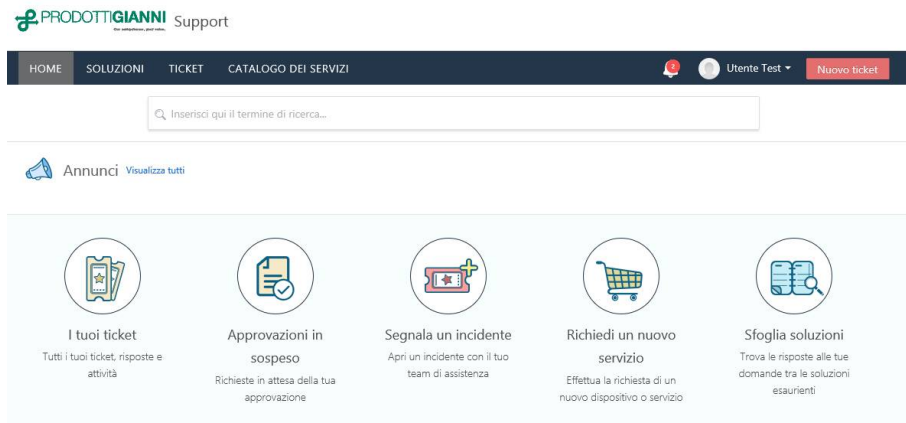 PRODOTTIGIANNI Support
HOME SOLUZIONI TICKET CATALOGO DEI SERVIZI 2 Utente Test Nuovo ticket
Inserisci qui il termine di ricerca...
Annunci Visualizza tutti
I tuoi ticket
Tutti i tuoi ticket, risposte e
attività
Approvazioni in
sospeso
Richieste in attesa della tua
approvazione
Segnala un incidente
Apri un incidente con il tuo
team di assistenza
Richiedi un nuovo
servizio
Effettua la richiesta di un
nuovo dispositivo o servizio
Sfoglia soluzioni
Trova le risposte alle tue
domande tra le soluzioni
esaurienti